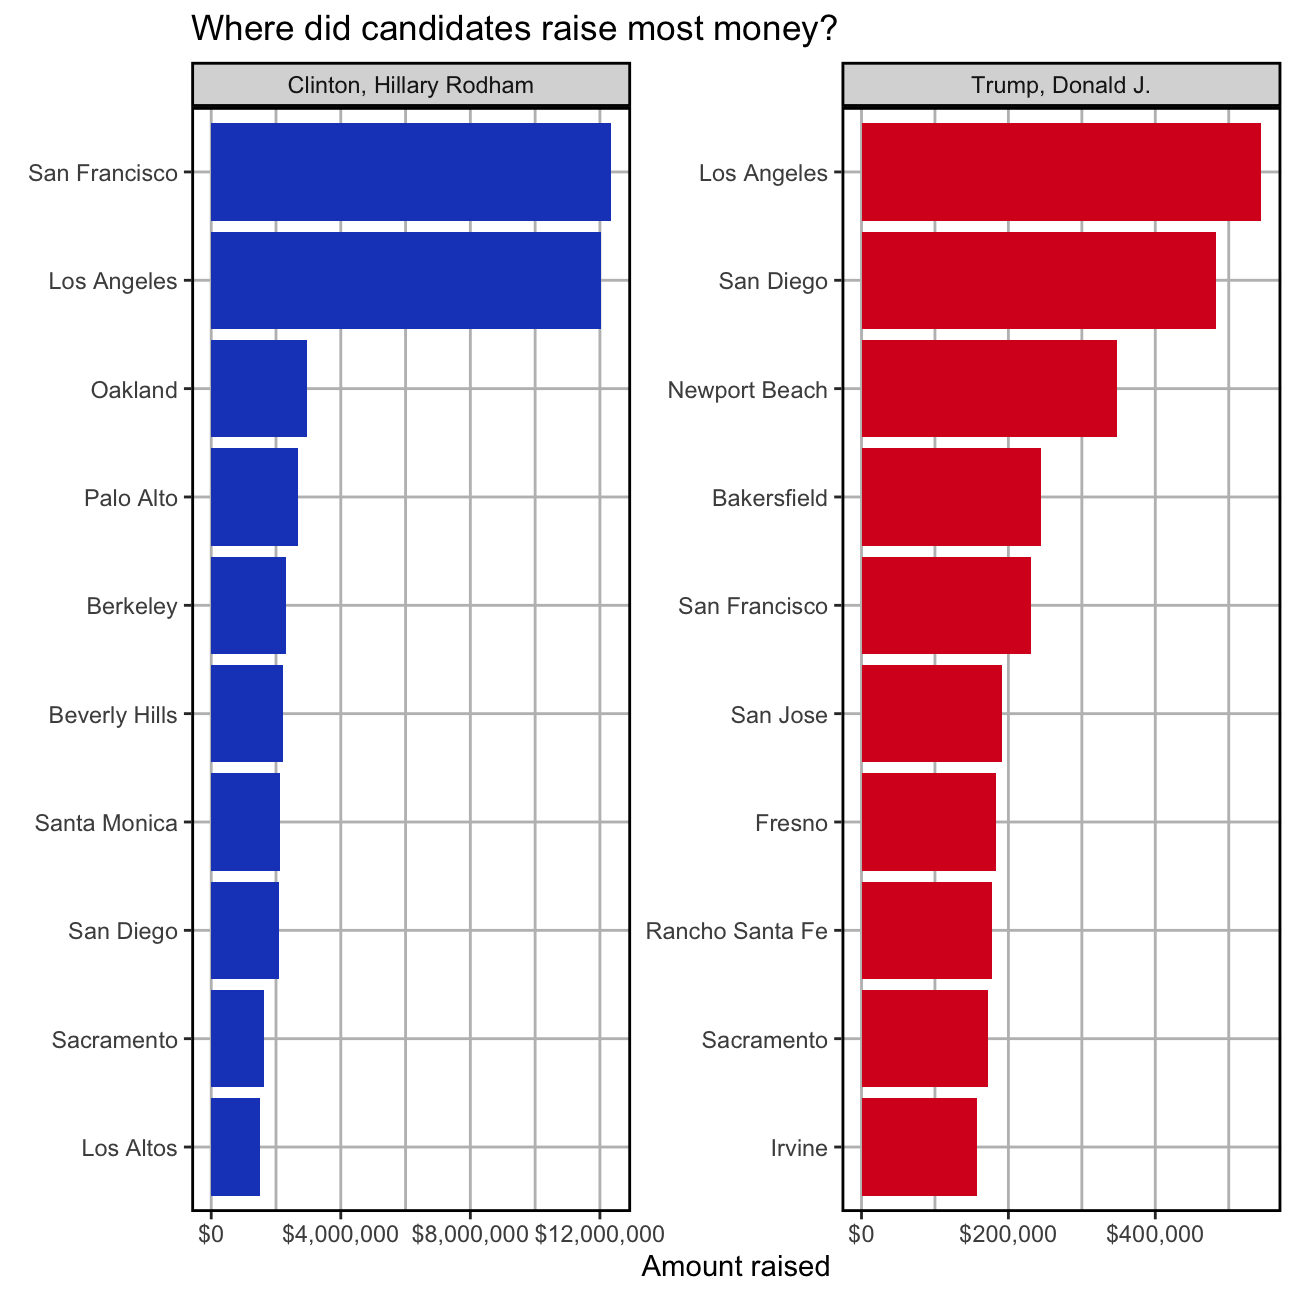 Where did candidates raise most money?
Clinton, Hillary Rodham
San Francisco
Los Angeles
Oakland
Palo Alto
Berkeley
Beverly Hills
Santa Monica
San Diego
Sacramento
Los Altos
$0 $4,000,000 $8,000,000 $12,000,000
Trump, Donald J.
Los Angeles
San Diego
Newport Beach
Bakersfield
San Francisco
San Jose
Fresno
Rancho Santa Fe
Sacramento
Irvine
$0 $200,000 $400,000
Amount raised